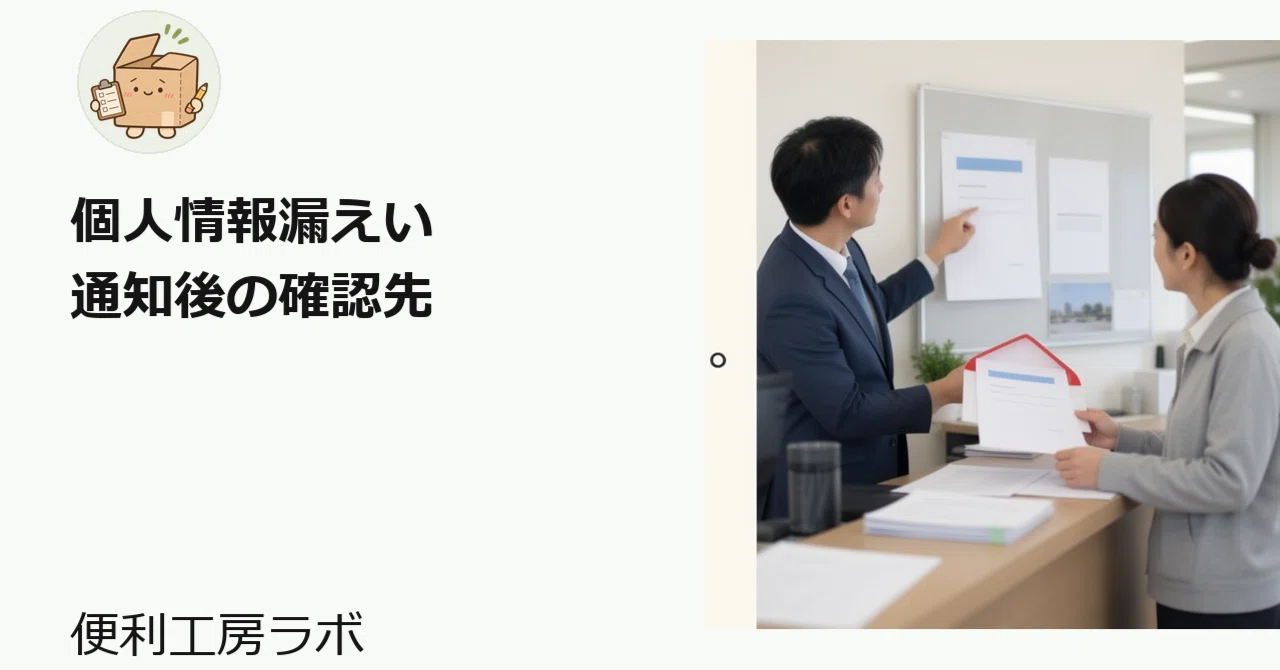 個人情報漏えい
通知後の確認先
便利工房ラボ